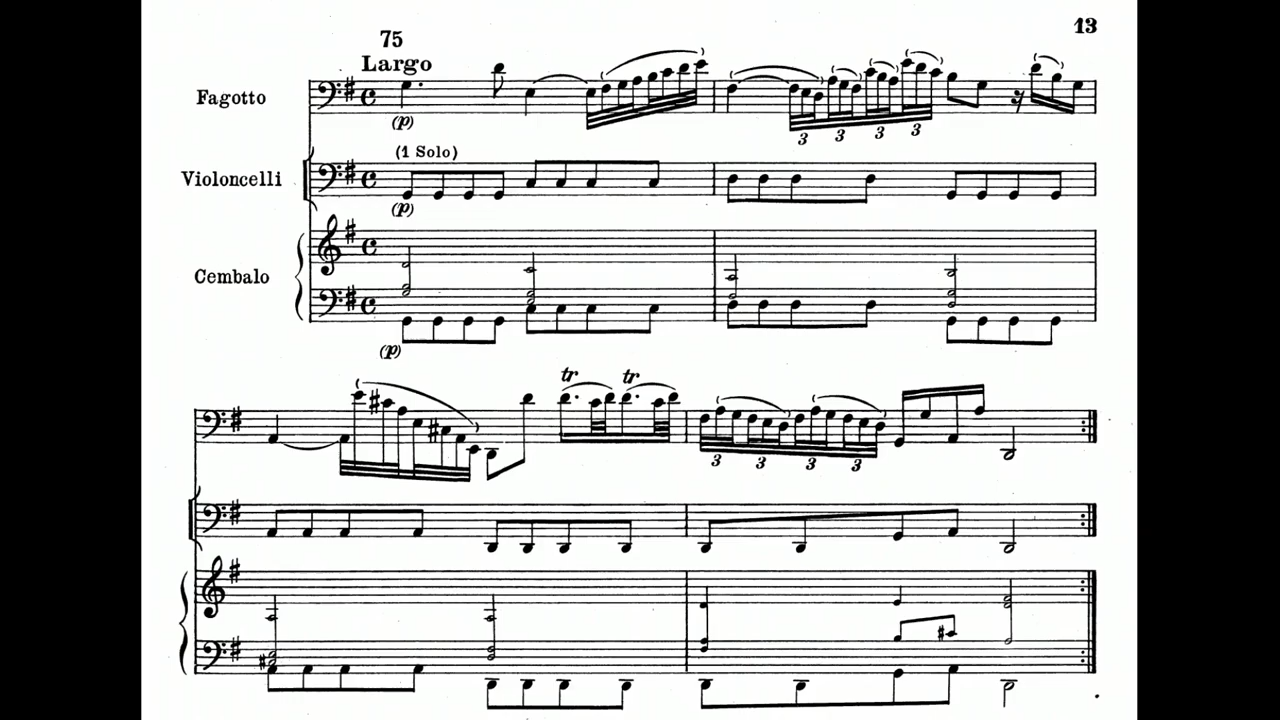 13
75
Largo
Fagotto
(p)
3 3 3 3
(1 Solo)
Violoncelli
(p)
Cembalo
(p)
tr tr
3 3 3 3